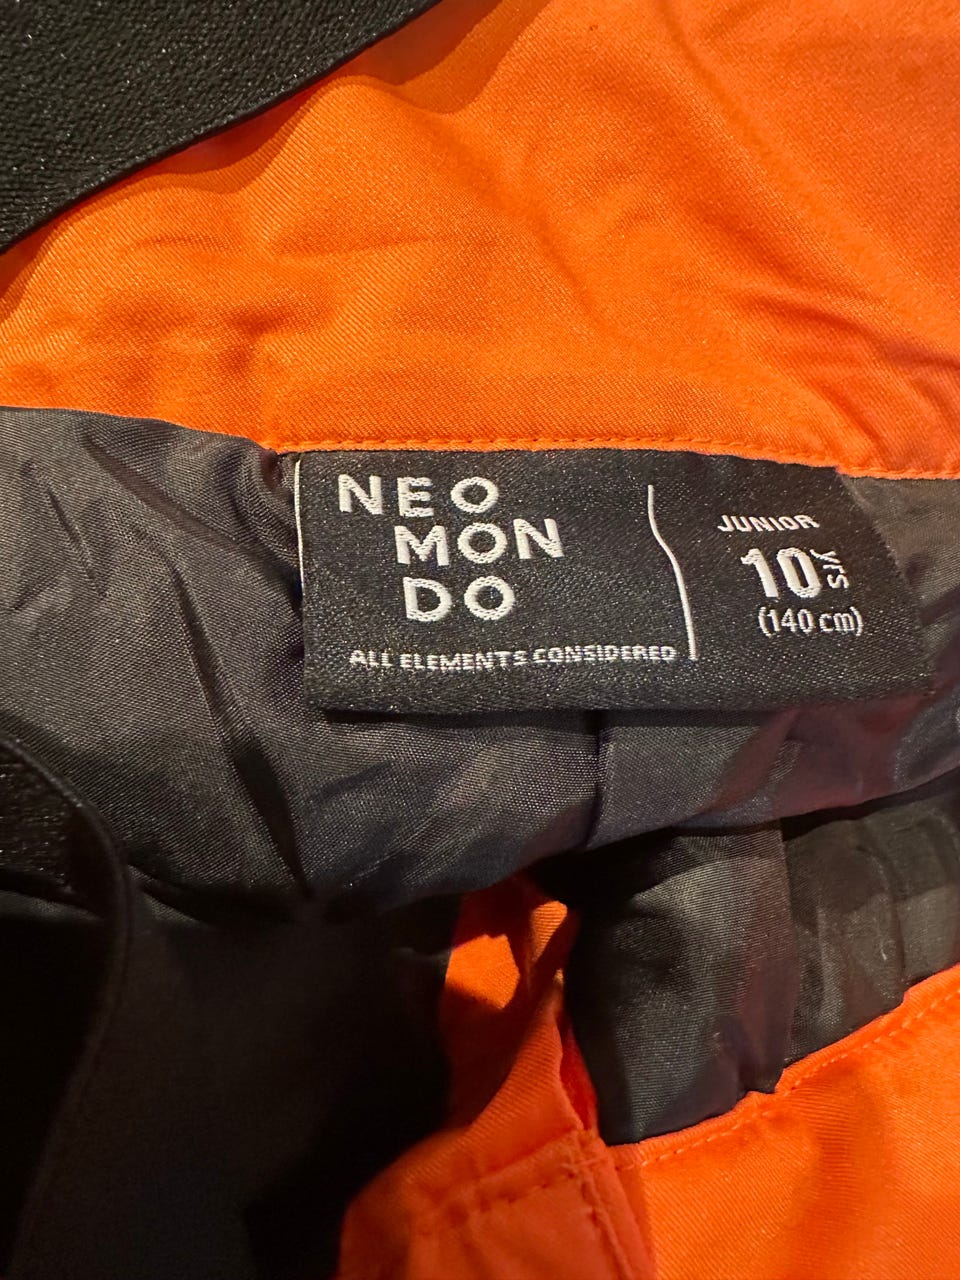 NEO
MON
DO
ALL ELEMENTS CONSIDERED
JUNIOR
10 yrs
(140 cm)